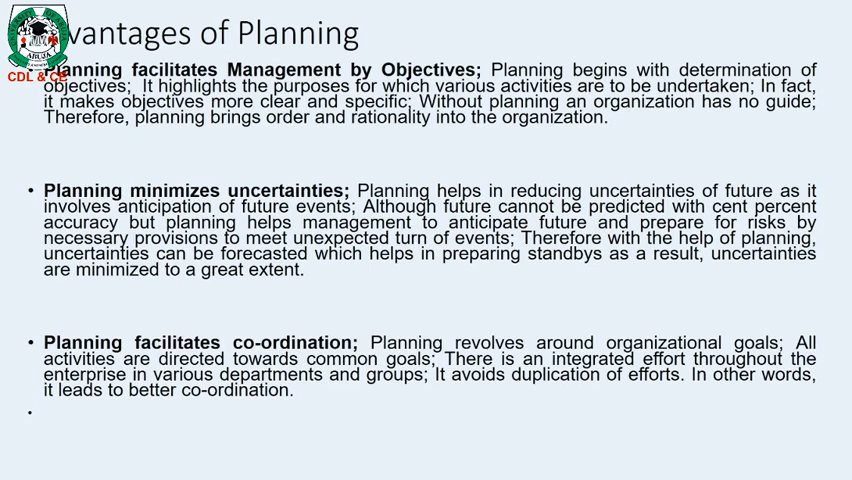 vantages of Planning
CDL & CE
ABUJA
• Planning facilitates Management by Objectives; Planning begins with determination of
objectives; It highlights the purposes for which various activities are to be undertaken; In fact,
it makes objectives more clear and specific; Without planning an organization has no guide;
Therefore, planning brings order and rationality into the organization.
• Planning minimizes uncertainties; Planning helps in reducing uncertainties of future as it
involves anticipation of future events; Although future cannot be predicted with cent percent
accuracy but planning helps management to anticipate future and prepare for risks by
necessary provisions to meet unexpected turn of events; Therefore with the help of planning,
uncertainties can be forecasted which helps in preparing standbys as a result, uncertainties
are minimized to a great extent.
• Planning facilitates co-ordination; Planning revolves around organizational goals; All
activities are directed towards common goals; There is an integrated effort throughout the
enterprise in various departments and groups; It avoids duplication of efforts. In other words,
it leads to better co-ordination.
•